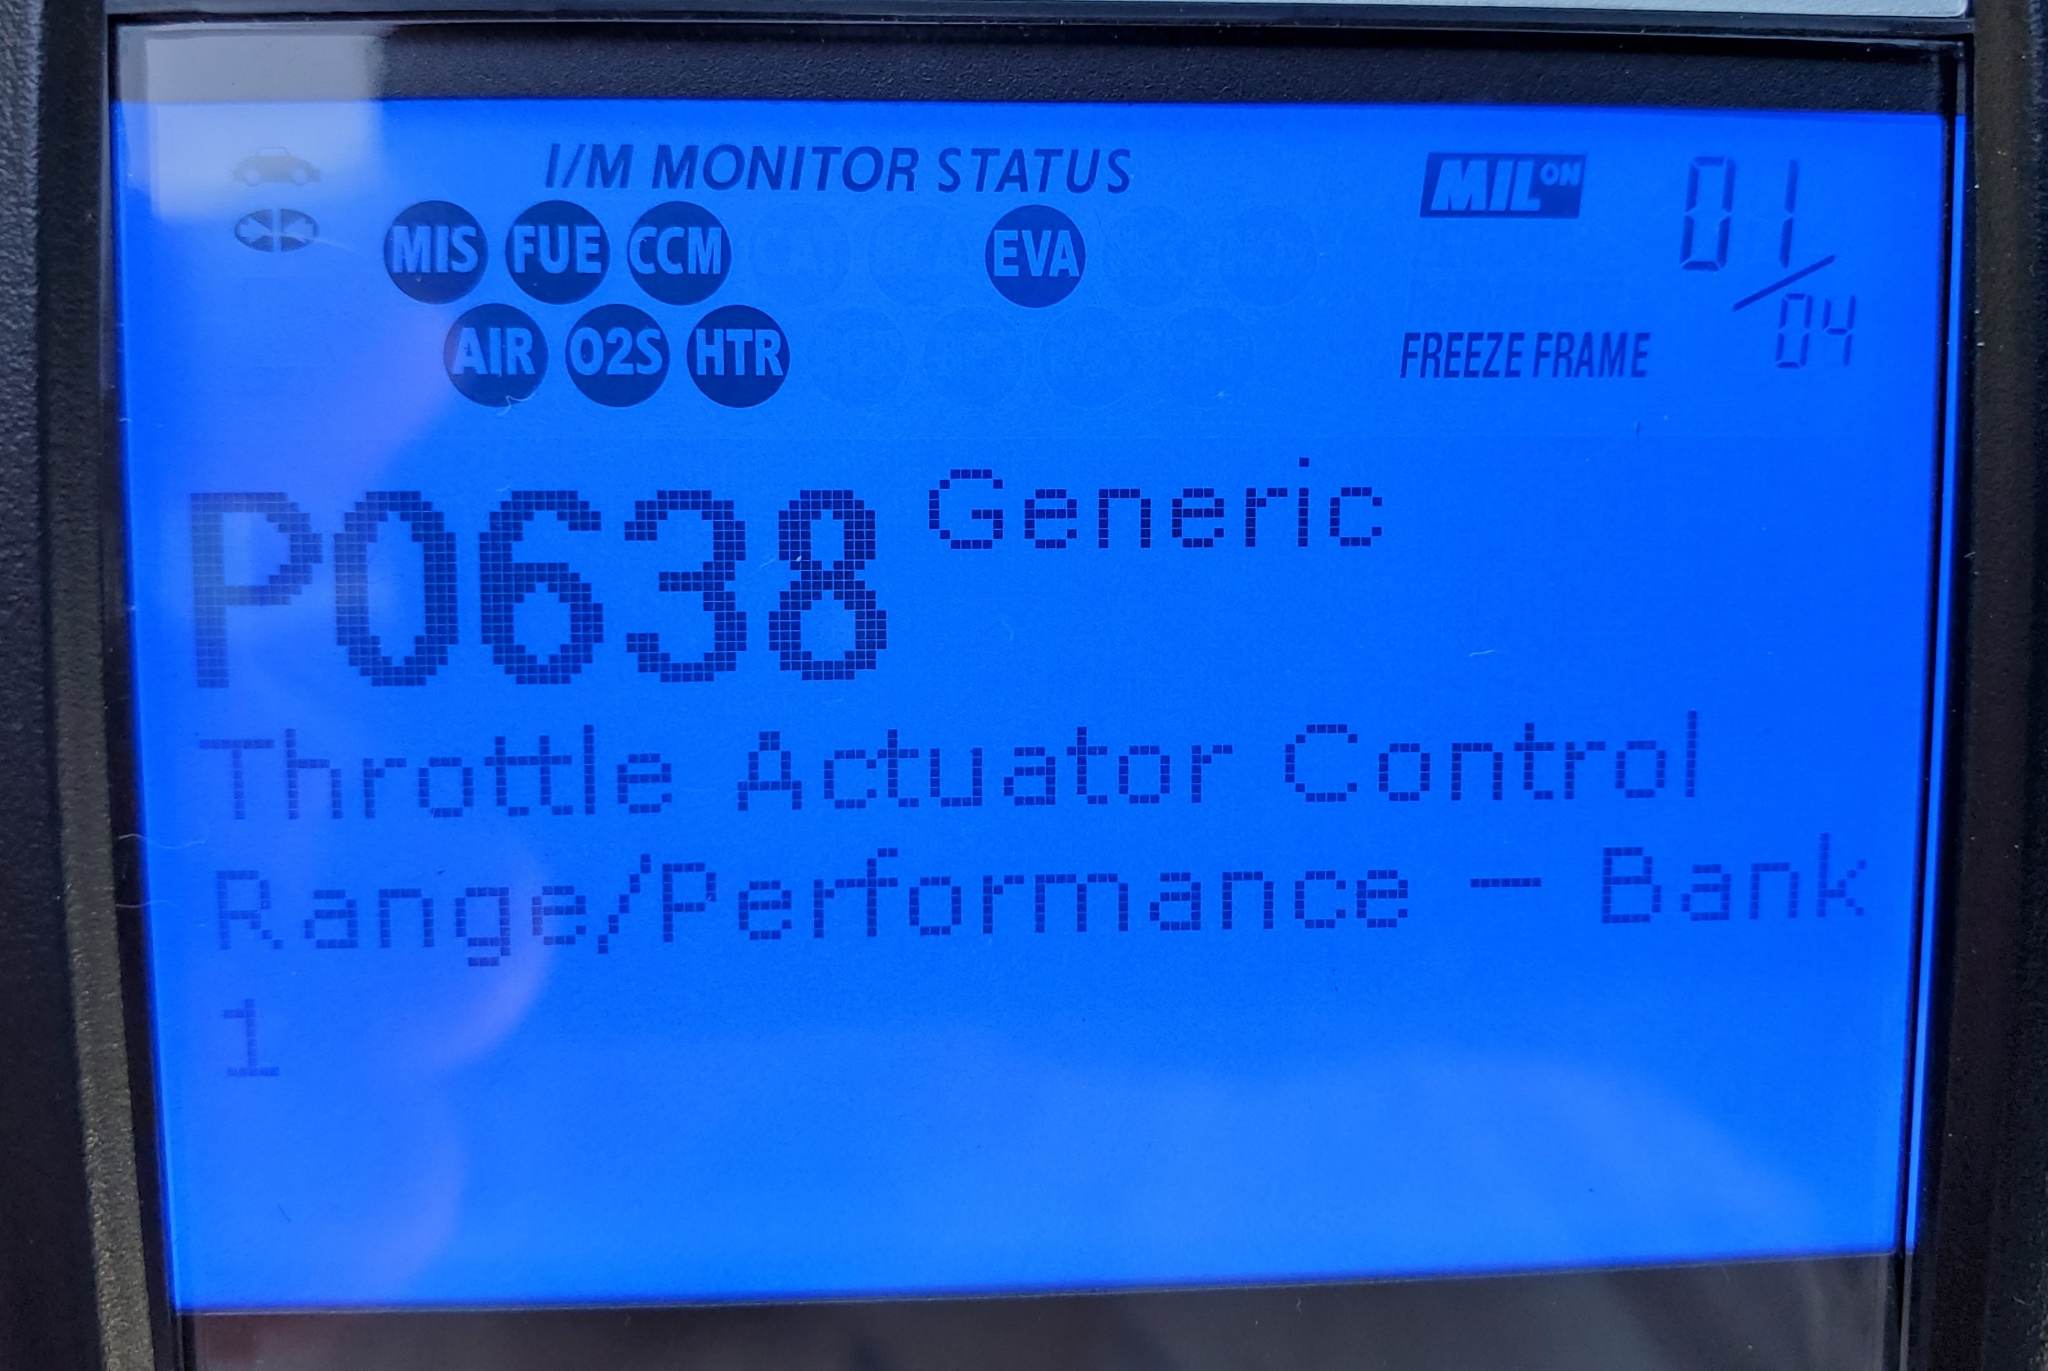 I/M MONITOR STATUS
MIL ON
01/04
MIS FUE CCM EVA
AIR O2S HTR
FREEZE FRAME
P0638 Generic
Throttle Actuator Control
Range/Performance – Bank
1